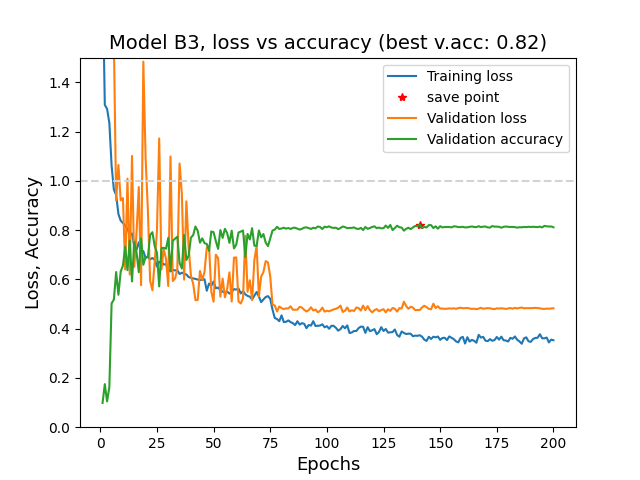 Model B3, loss vs accuracy (best v.acc: 0.82)
Training loss
save point
Validation loss
Validation accuracy
Loss, Accuracy
1.4
1.2
1.0
0.8
0.6
0.4
0.2
0.0
0 25 50 75 100 125 150 175 200
Epochs